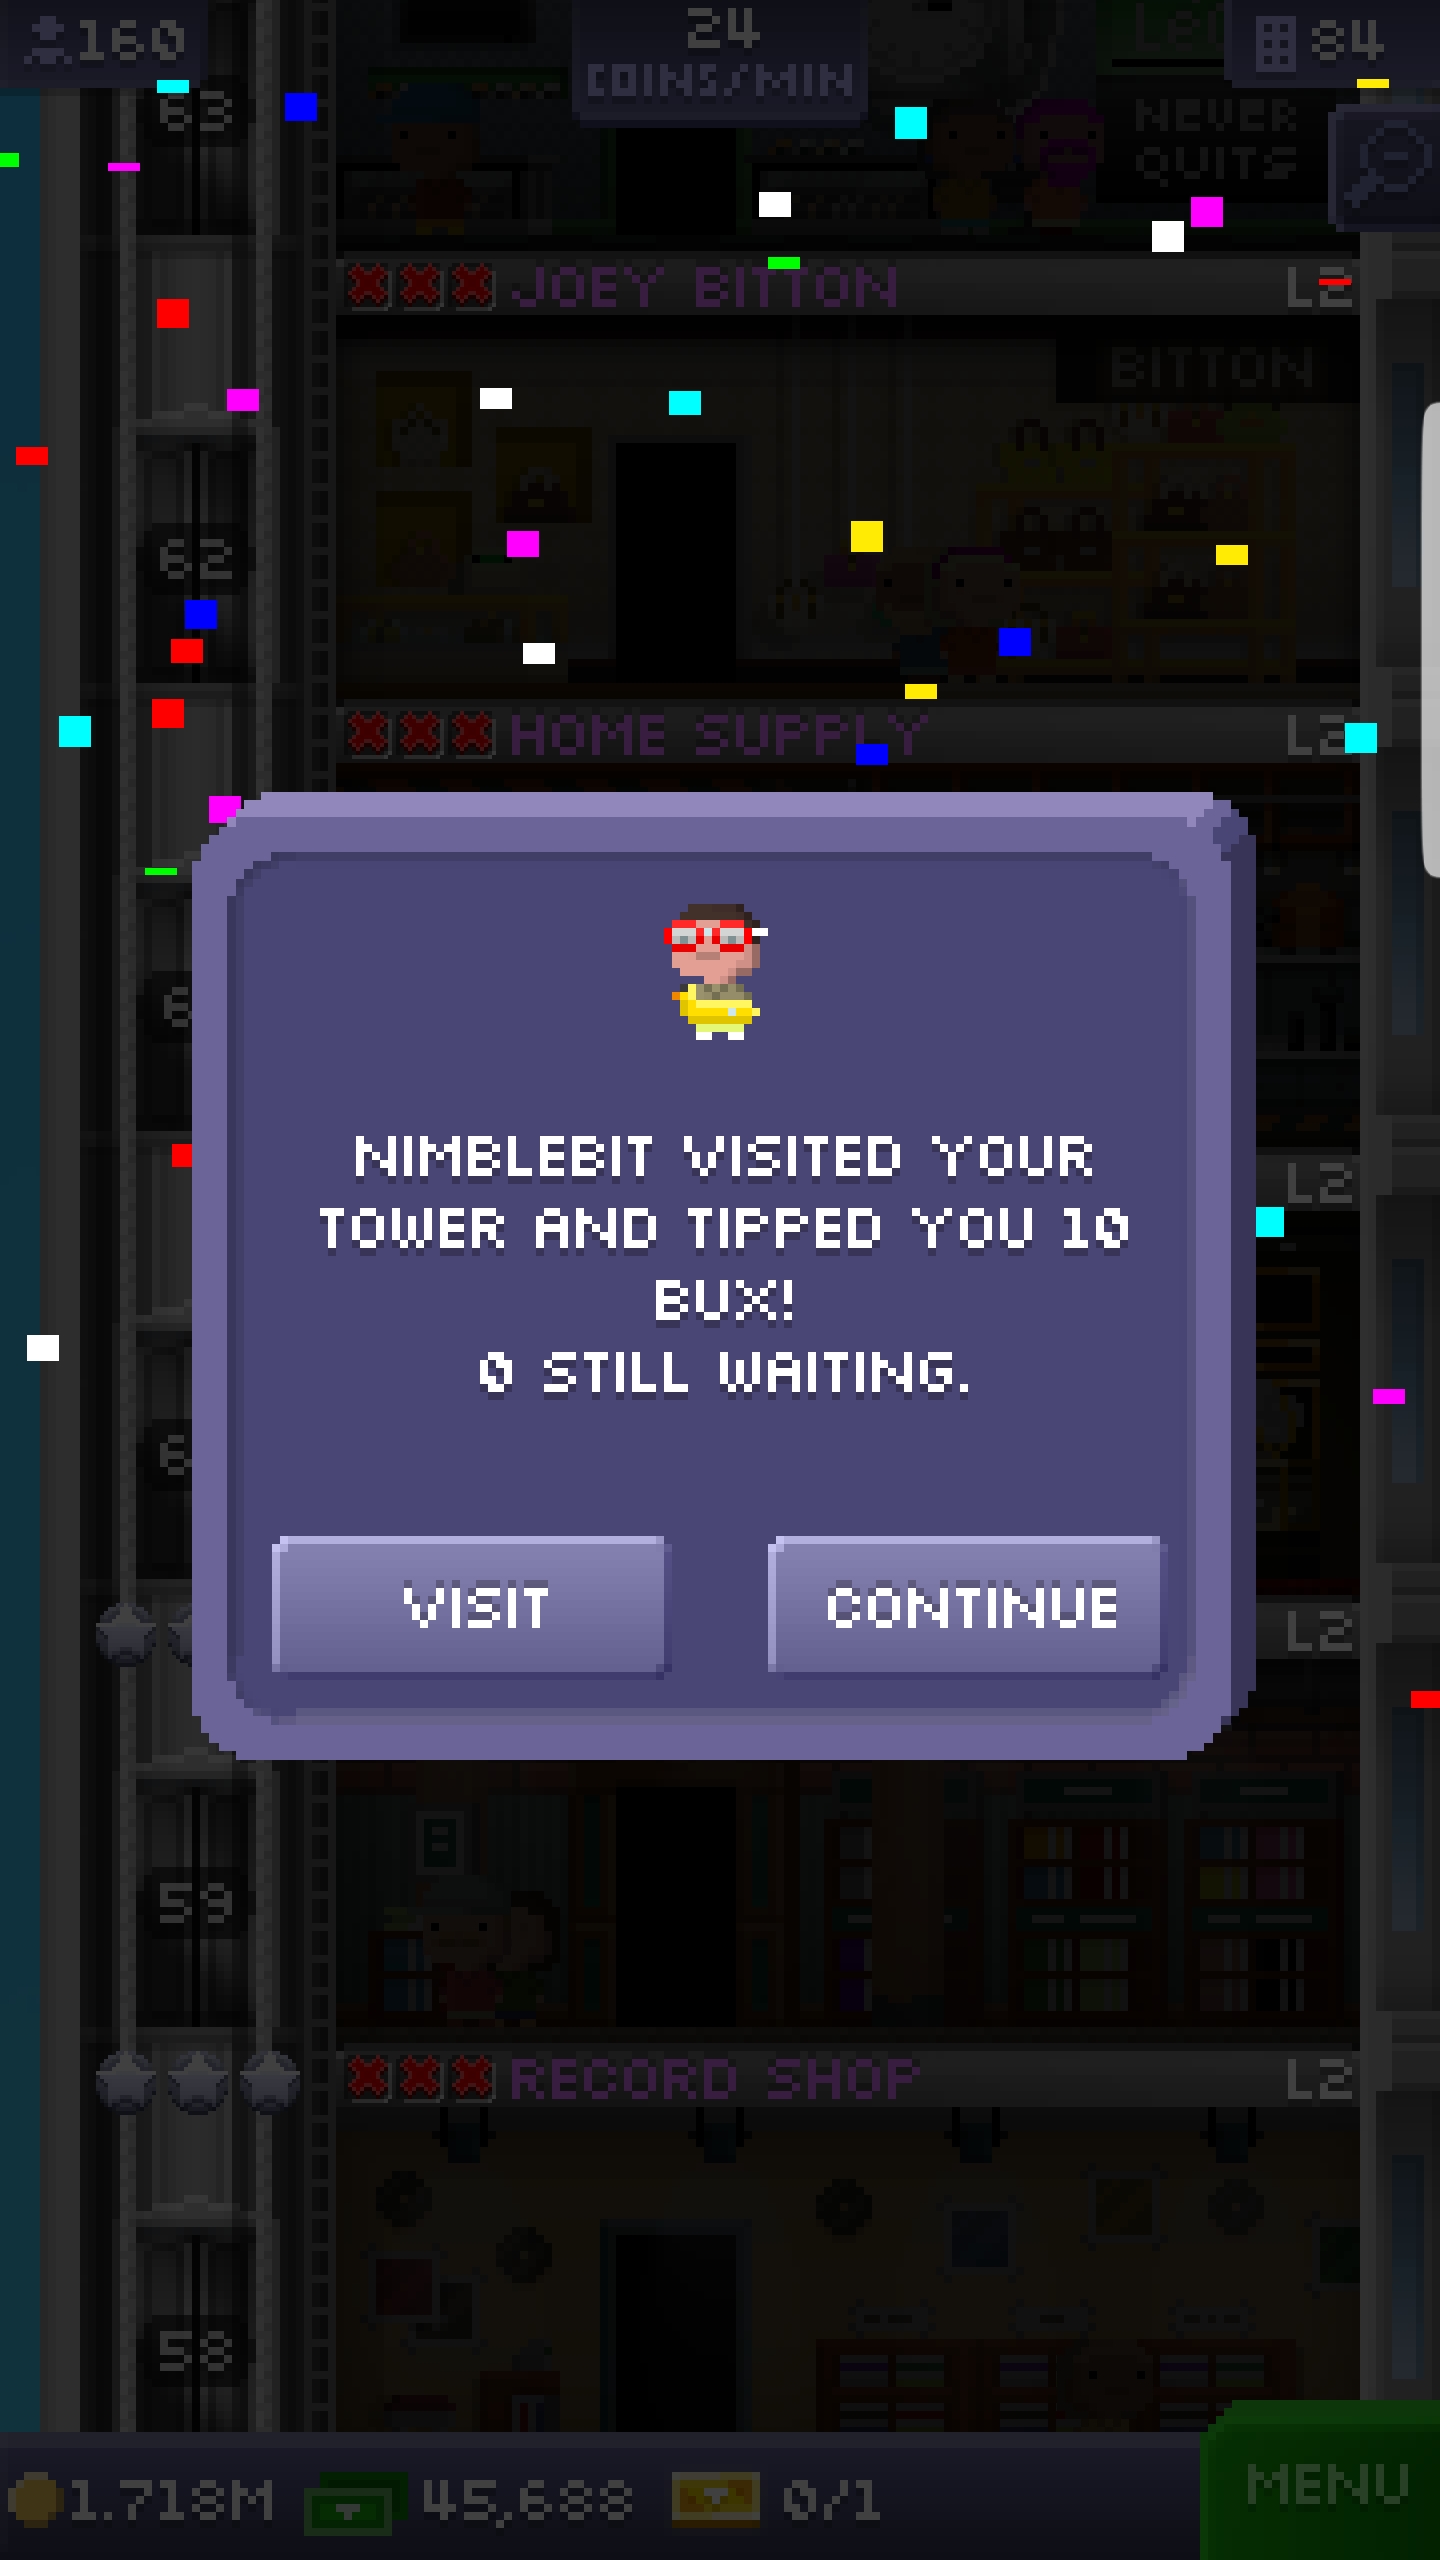 160
24
COINS/MIN
84
63
NEVER
QUITS
JOEY BITTON
L2
BITTON
62
HOME SUPPLY
L2
NIMBLEBIT VISITED YOUR
TOWER AND TIPPED YOU 10
BUX!
0 STILL WAITING.
L2
VISIT
CONTINUE
L2
59
RECORD SHOP
L2
58
1.718M
45,688
0/1
MENU